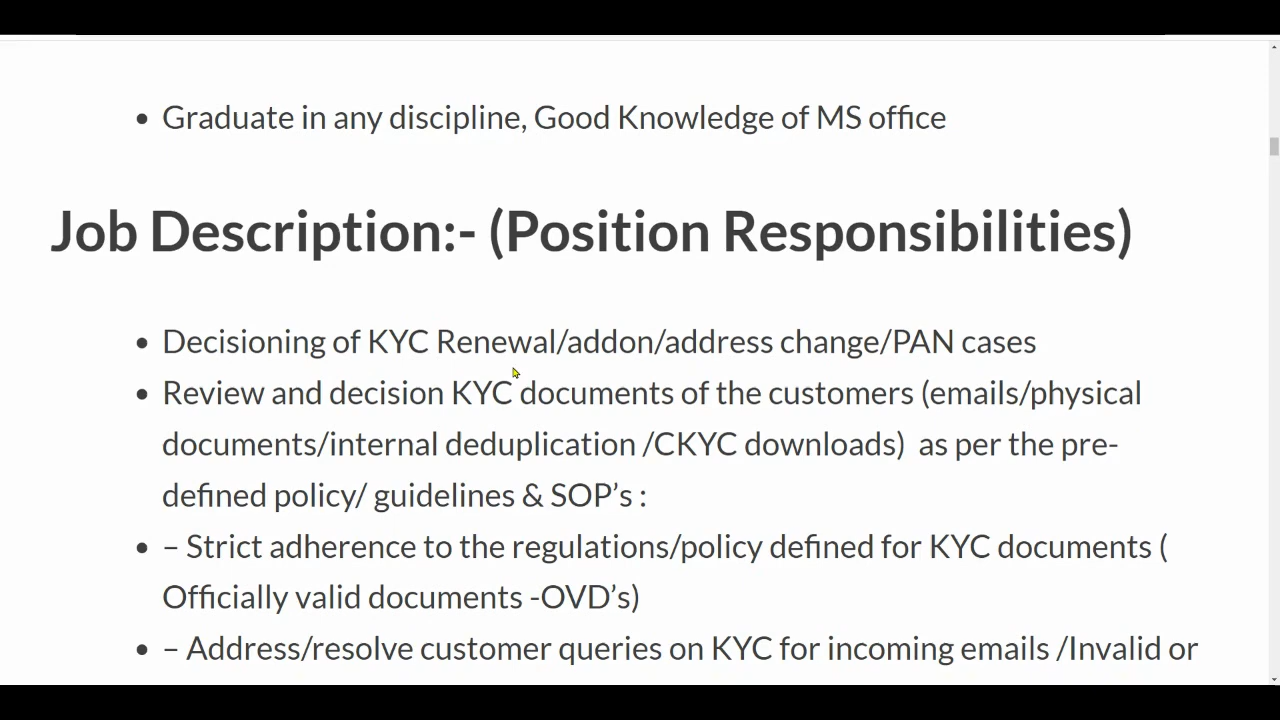 • Graduate in any discipline, Good Knowledge of MS office
Job Description:- (Position Responsibilities)
• Decisioning of KYC Renewal/addon/address change/PAN cases
• Review and decision KYC documents of the customers (emails/physical
documents/internal deduplication /CKYC downloads)  as per the pre-
defined policy/ guidelines & SOP’s :
• – Strict adherence to the regulations/policy defined for KYC documents (
Officially valid documents -OVD’s)
• – Address/resolve customer queries on KYC for incoming emails /Invalid or